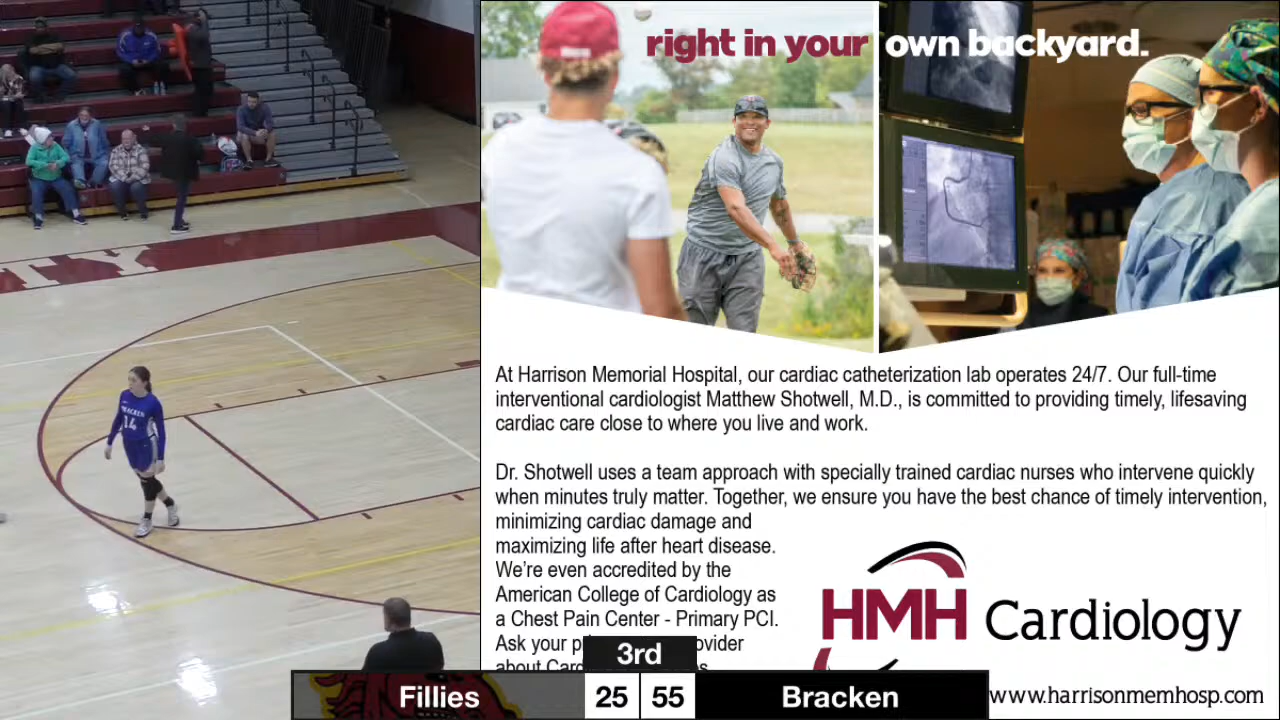 right in your own backyard.
TY
BRACKEN
14
At Harrison Memorial Hospital, our cardiac catheterization lab operates 24/7. Our full-time
interventional cardiologist Matthew Shotwell, M.D., is committed to providing timely, lifesaving
cardiac care close to where you live and work.
Dr. Shotwell uses a team approach with specially trained cardiac nurses who intervene quickly
when minutes truly matter. Together, we ensure you have the best chance of timely intervention,
minimizing cardiac damage and
maximizing life after heart disease.
We're even accredited by the
American College of Cardiology as
a Chest Pain Center - Primary PCI.
Ask your
about
HMH Cardiology
www.harrisonmemhosp.com
3rd
Fillies 25 55 Bracken